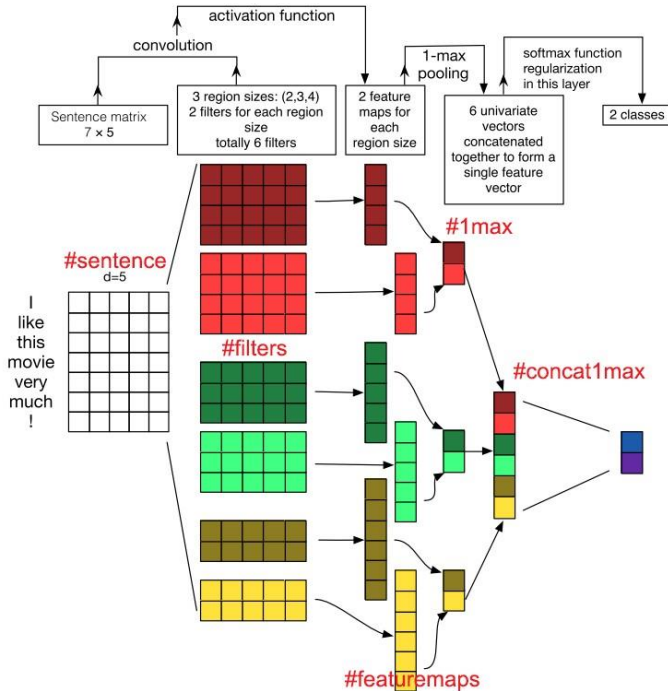 activation function
convolution
1-max
pooling
softmax function
regularization
in this layer
Sentence matrix
7 × 5
3 region sizes: (2,3,4)
2 filters for each region
size
totally 6 filters
2 feature
maps for
each
region size
6 univariate
vectors
concatenated
together to form a
single feature
vector
2 classes
#sentence
d=5
I
like
this
movie
very
much
!
#filters
#1max
#concat1max
#featuremaps